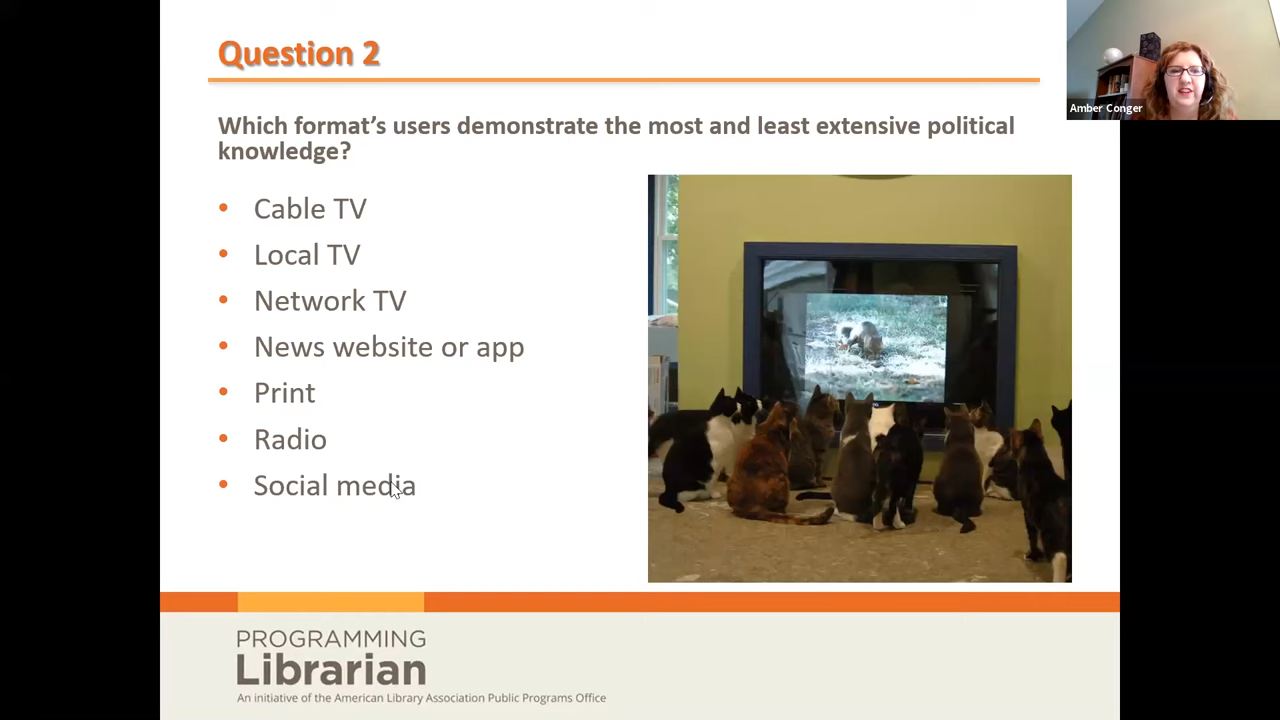 Question 2
Amber Conger
Which format's users demonstrate the most and least extensive political
knowledge?
• Cable TV
• Local TV
• Network TV
• News website or app
• Print
• Radio
• Social media
PROGRAMMING
Librarian
An initiative of the American Library Association Public Programs Office